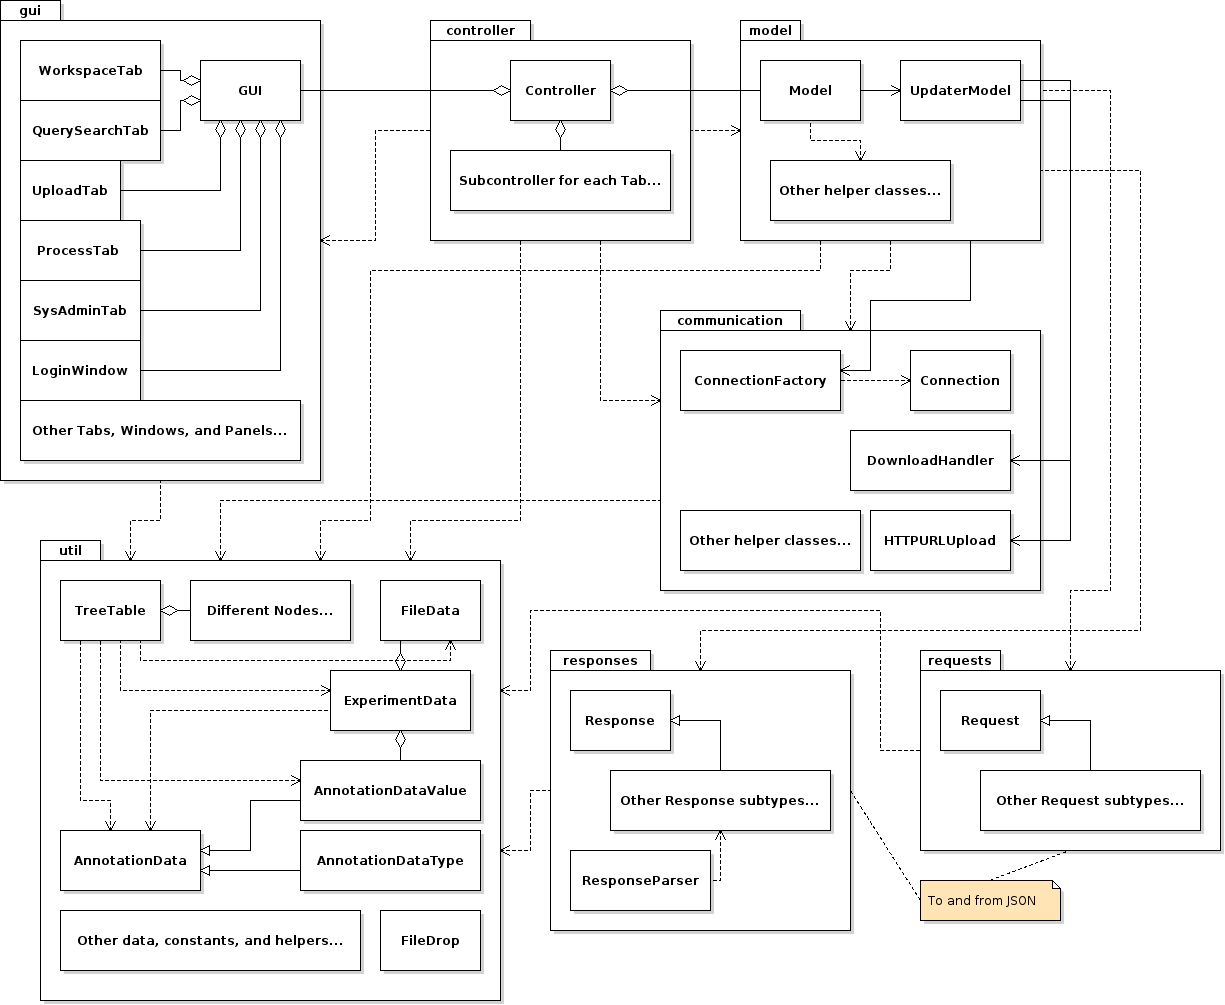 gui
WorkspaceTab
GUI
QuerySearchTab
UploadTab
ProcessTab
SysAdminTab
LoginWindow
Other Tabs, Windows, and Panels...
controller
Controller
Subcontroller for each Tab...
model
Model
UpdaterModel
Other helper classes...
communication
ConnectionFactory
Connection
DownloadHandler
Other helper classes...
HTTPURLUpload
util
TreeTable
Different Nodes...
FileData
ExperimentData
AnnotationDataValue
AnnotationData
AnnotationDataType
Other data, constants, and helpers...
FileDrop
responses
Response
Other Response subtypes...
ResponseParser
requests
Request
Other Request subtypes...
To and from JSON